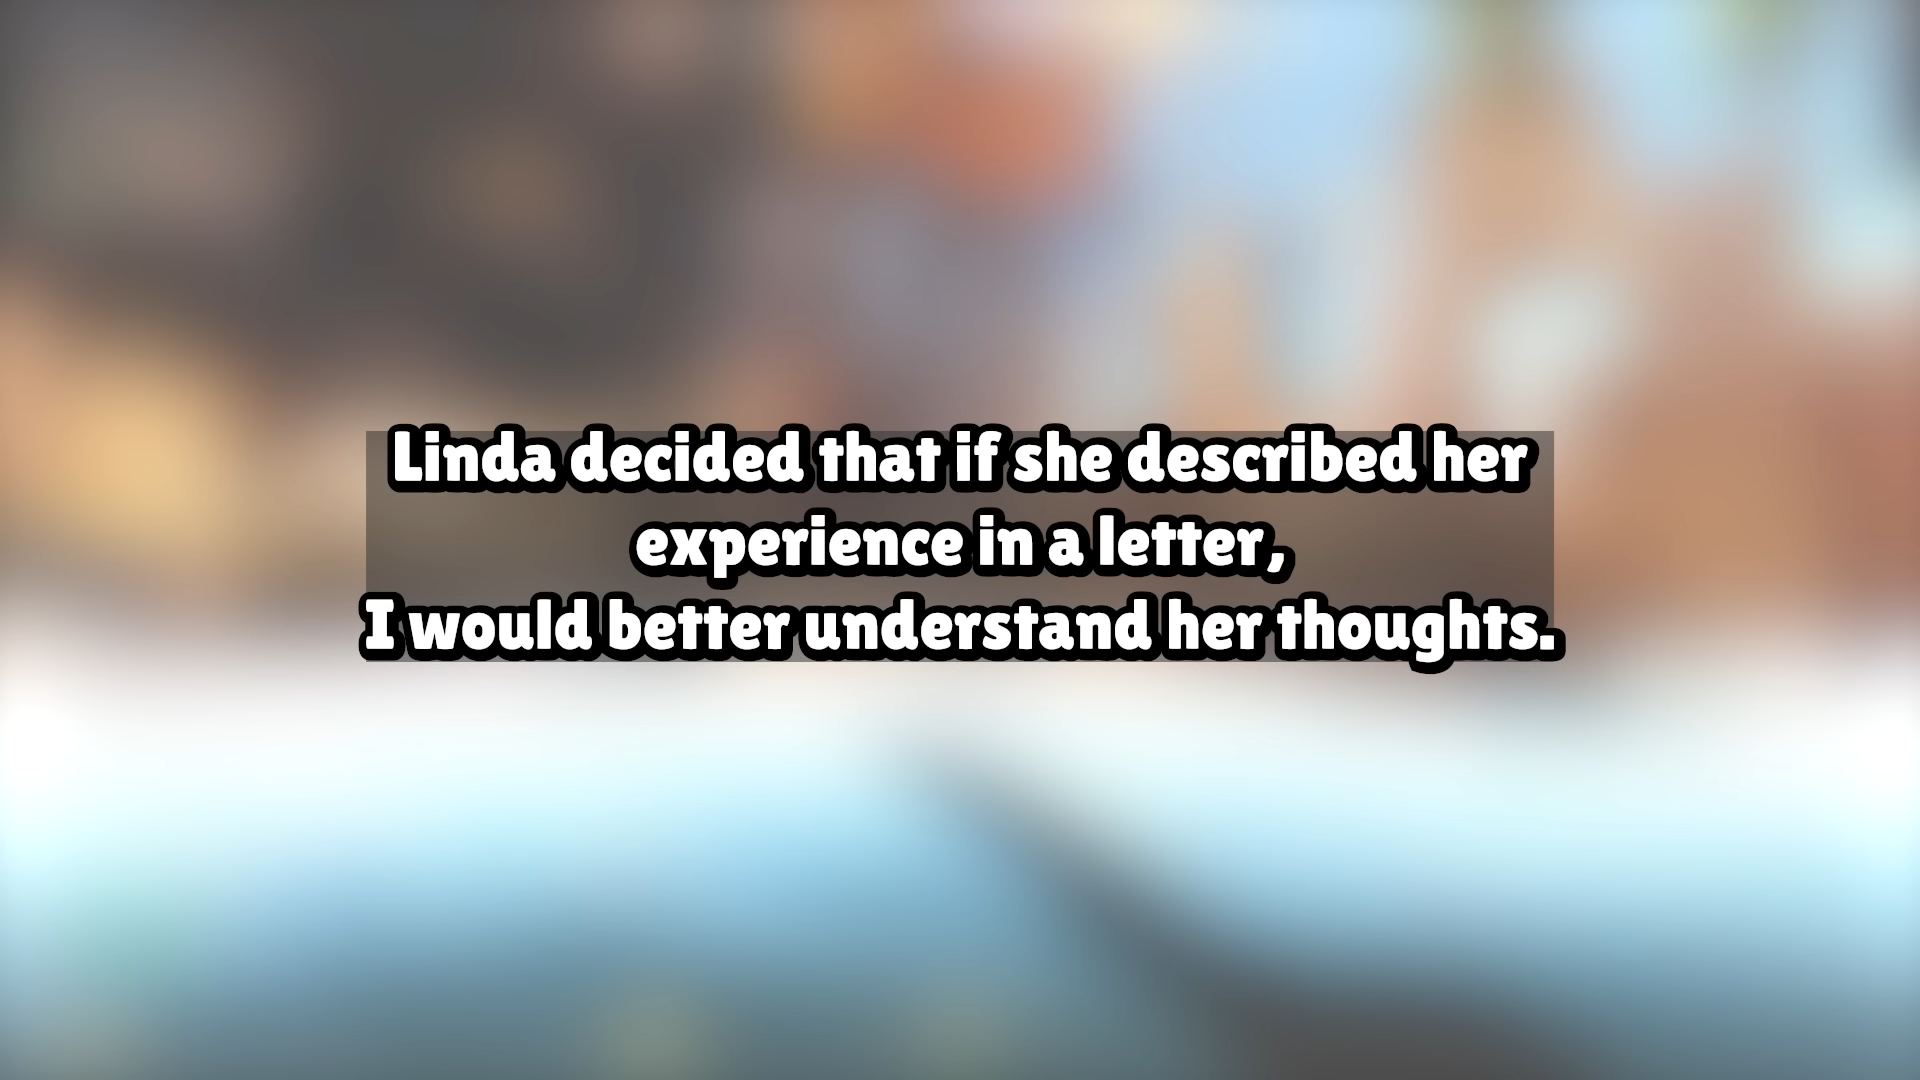 Linda decided that if she described her
experience in a letter,
I would better understand her thoughts.